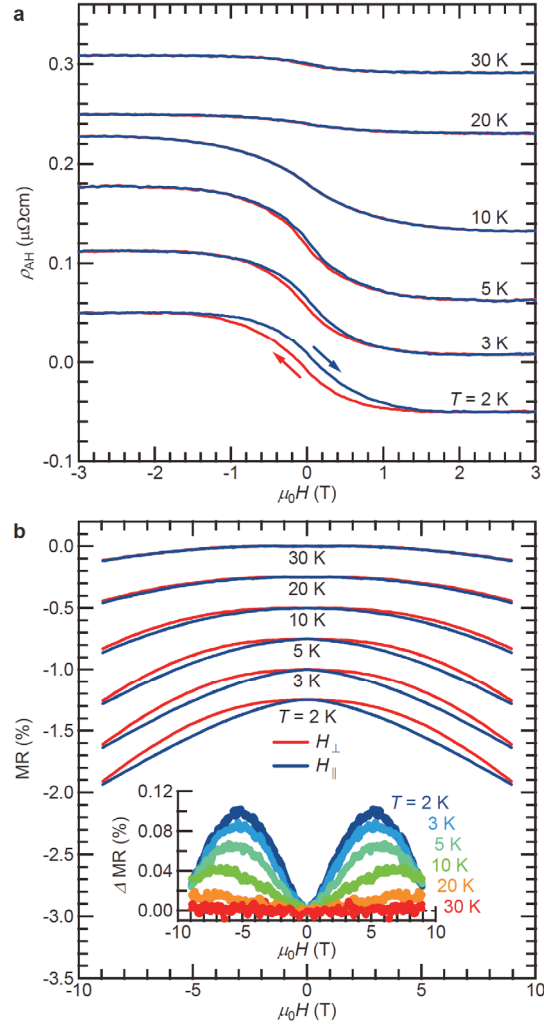 a
0.3
0.2
0.1
0.0
-0.1
ρAH (μΩcm)
30 K
20 K
10 K
5 K
3 K
T = 2 K
-3 -2 -1 0 1 2 3
μ0H (T)
b
0.0
-0.5
-1.0
-1.5
-2.0
-2.5
-3.0
-3.5
MR (%)
30 K
20 K
10 K
5 K
3 K
T = 2 K
H⊥
H∥
0.12
0.08
0.04
0.00
Δ MR (%)
T = 2 K
3 K
5 K
10 K
20 K
30 K
-10 -5 0 5 10
μ0H (T)
-10 -5 0 5 10
μ0H (T)